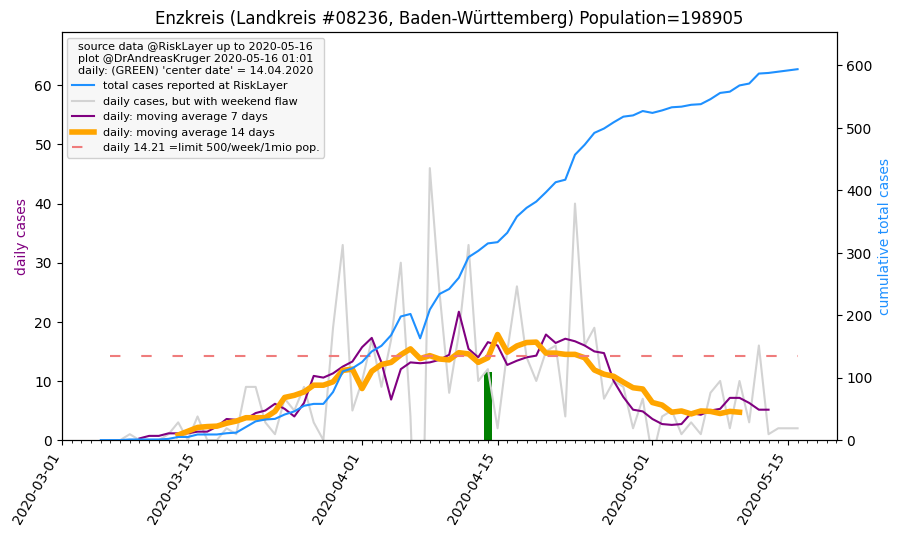 Enzkreis (Landkreis #08236, Baden-Württemberg) Population=198905
source data @RiskLayer up to 2020-05-16
plot @DrAndreasKruger 2020-05-16 01:01
daily: (GREEN) 'center date' = 14.04.2020
total cases reported at RiskLayer
daily cases, but with weekend flaw
daily: moving average 7 days
daily: moving average 14 days
daily 14.21 =limit 500/week/1mio pop.
daily cases
60
50
40
30
20
10
0
cumulative total cases
600
500
400
300
200
100
0
2020-03-01
2020-03-15
2020-04-01
2020-04-15
2020-05-01
2020-05-15